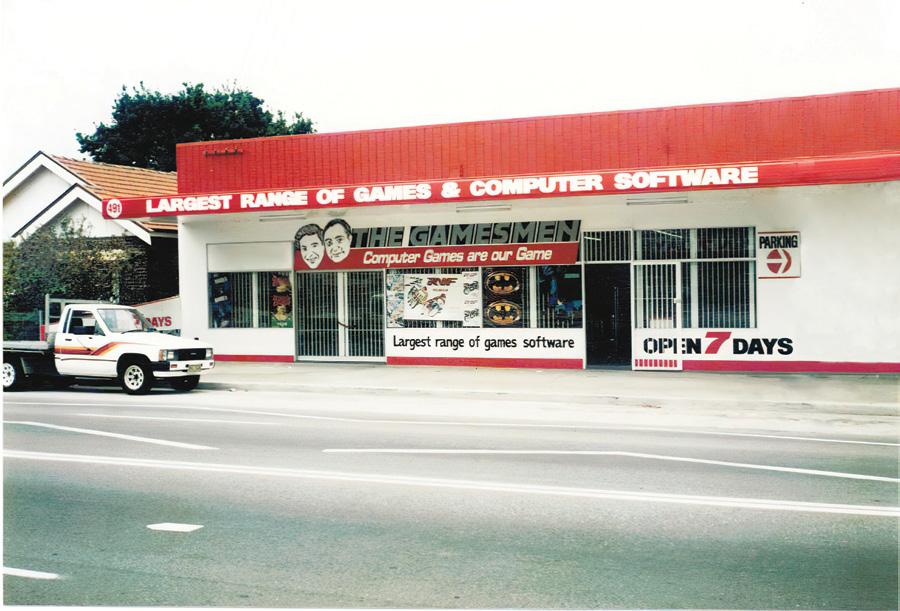 491
LARGEST RANGE OF GAMES & COMPUTER SOFTWARE
THE GAMESMEN
Computer Games are our Game
PARKING
Largest range of games software
OPEN 7 DAYS
DAYS